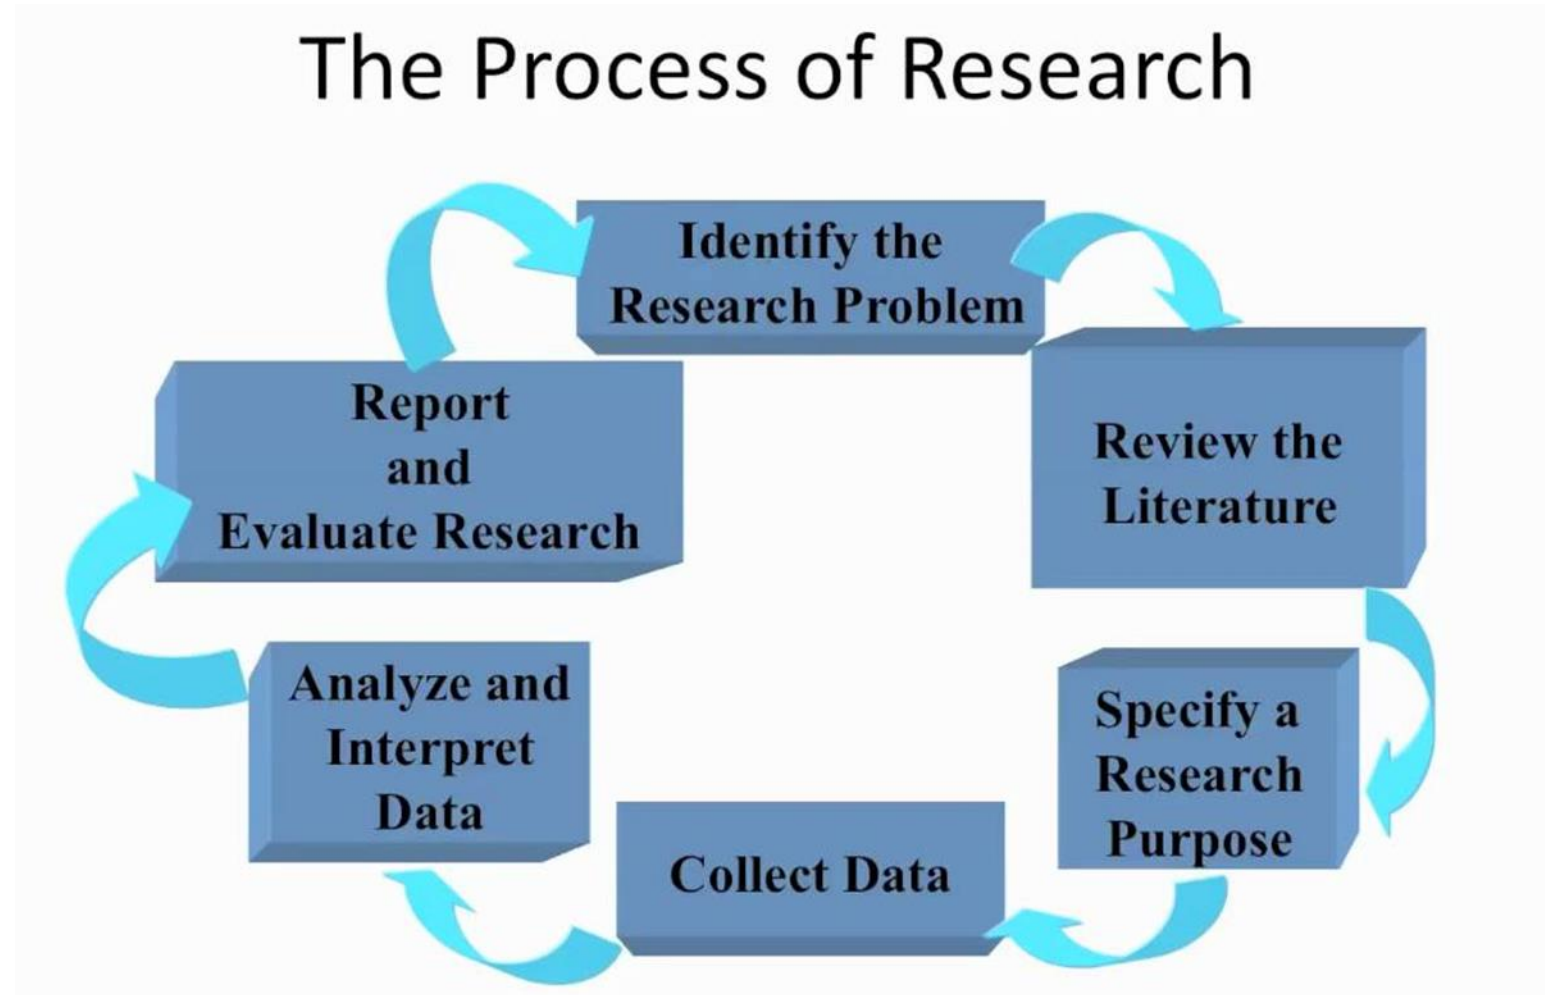 The Process of Research
Identify the
Research Problem
Review the
Literature
Specify a
Research
Purpose
Collect Data
Analyze and
Interpret
Data
Report
and
Evaluate Research